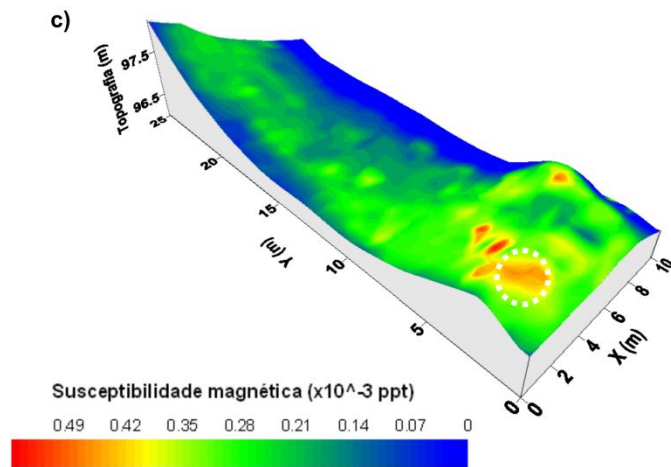 c)
Topografia (m)
97.5
96.5
25
20
15
10
5
0
Y (m)
0
2
4
6
8
10
X (m)
Susceptibilidade magnética (x10^-3 ppt)
0.49 0.42 0.35 0.28 0.21 0.14 0.07 0